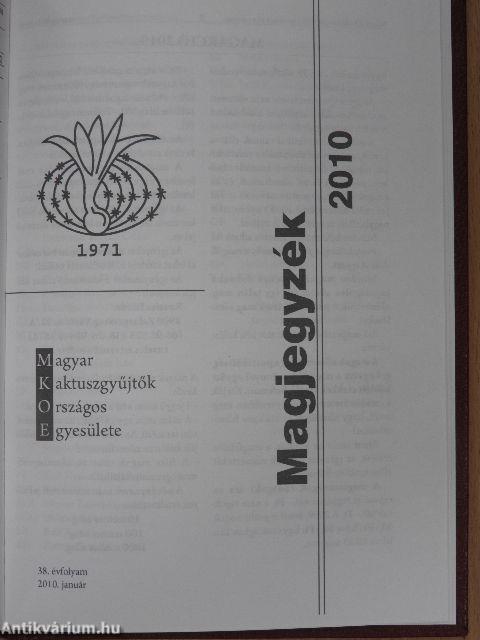 1971
Magyar
Kaktuszgyűjtők
Országos
Egyesülete
38. évfolyam
2010. január
Magjegyzék
2010
Antikvárium.hu